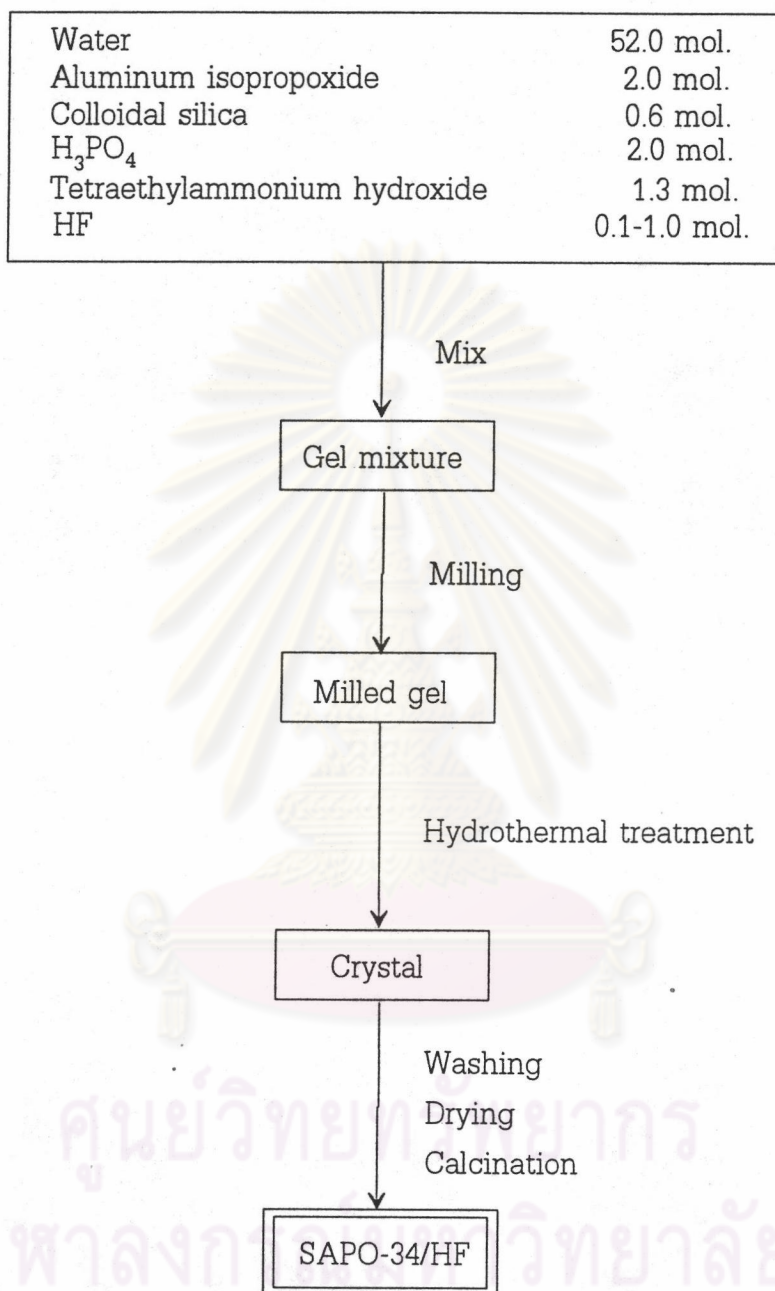 Water 52.0 mol.
Aluminum isopropoxide 2.0 mol.
Colloidal silica 0.6 mol.
H₃PO₄ 2.0 mol.
Tetraethylammonium hydroxide 1.3 mol.
HF 0.1-1.0 mol.
Mix
Gel mixture
Milling
Milled gel
Hydrothermal treatment
Crystal
Washing
Drying
Calcination
ศูนย์วิทยทรัพยากร
SAPO-34/HF
จุฬาลงกรณ์มหาวิทยาลัย